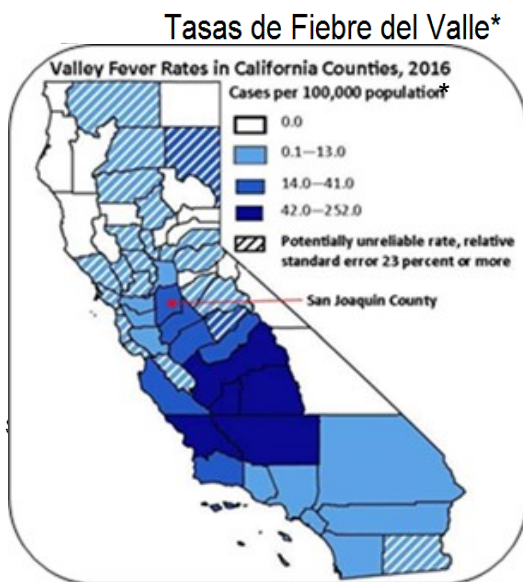 Tasas de Fiebre del Valle*
Valley Fever Rates in California Counties, 2016
Cases per 100,000 population*
0.0
0.1—13.0
14.0—41.0
42.0—252.0
Potentially unreliable rate, relative
standard error 23 percent or more
San Joaquin County